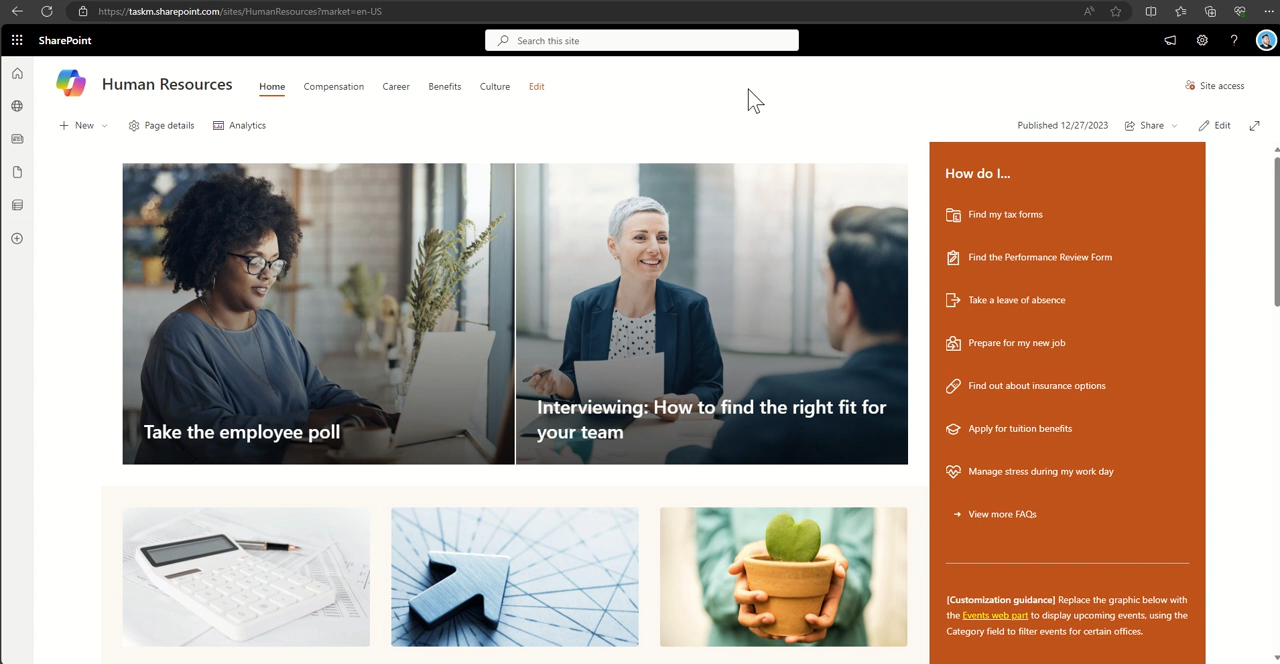 https://taskm.sharepoint.com/sites/HumanResources?market=en-US
SharePoint
Search this site
Human Resources
Home
Compensation
Career
Benefits
Culture
Edit
Site access
New
Page details
Analytics
Published 12/27/2023
Share
Edit
Take the employee poll
Interviewing: How to find the right fit for
your team
How do I...
Find my tax forms
Find the Performance Review Form
Take a leave of absence
Prepare for my new job
Find out about insurance options
Apply for tuition benefits
Manage stress during my work day
View more FAQs
[Customization guidance] Replace the graphic below with
the Events web part to display upcoming events, using the
Category field to filter events for certain offices.